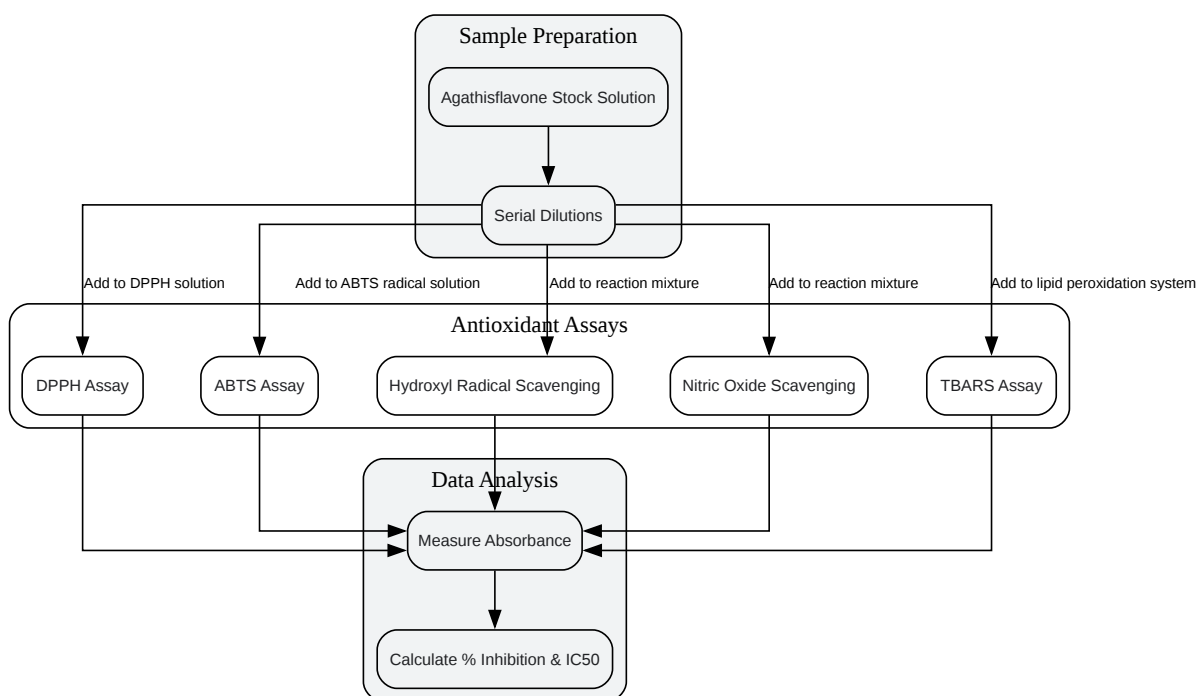 Sample Preparation
Agathisflavone Stock Solution
Serial Dilutions
Add to DPPH solution
Add to ABTS radical solution
Add to reaction mixture
Add to reaction mixture
Add to lipid peroxidation system
Antioxidant Assays
DPPH Assay
ABTS Assay
Hydroxyl Radical Scavenging
Nitric Oxide Scavenging
TBARS Assay
Data Analysis
Measure Absorbance
Calculate % Inhibition & IC50